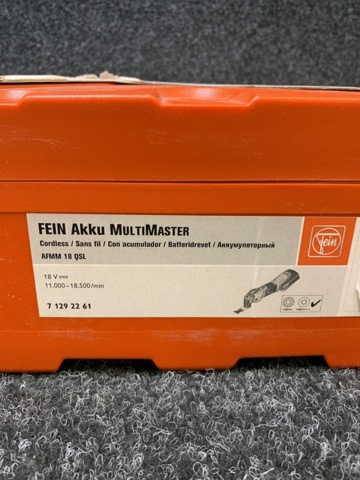 FEIN Akku MULTIMASTER
Cordless / Sans fil / Con acumulador / Batteridrevet / Аккумуляторный
AFMM 18 QSL
18 V
11.000–18.500/min
7 129 22 61
Fein